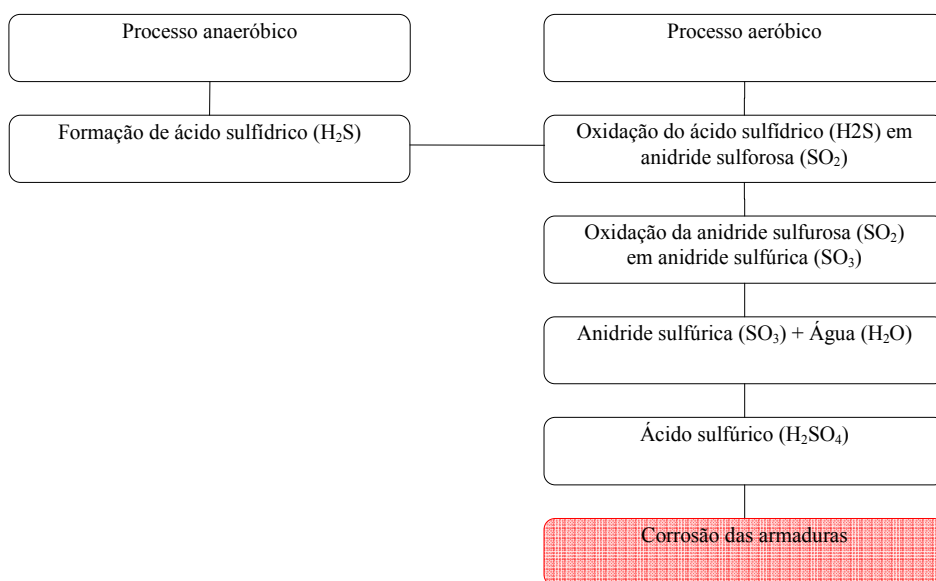 Processo anaeróbico
Processo aeróbico
Formação de ácido sulfídrico (H₂S)
Oxidação do ácido sulfídrico (H2S) em
anidride sulforosa (SO₂)
Oxidação da anidride sulfurosa (SO₂)
em anidride sulfúrica (SO₃)
Anidride sulfúrica (SO₃) + Água (H₂O)
Ácido sulfúrico (H₂SO₄)
Corrosão das armaduras